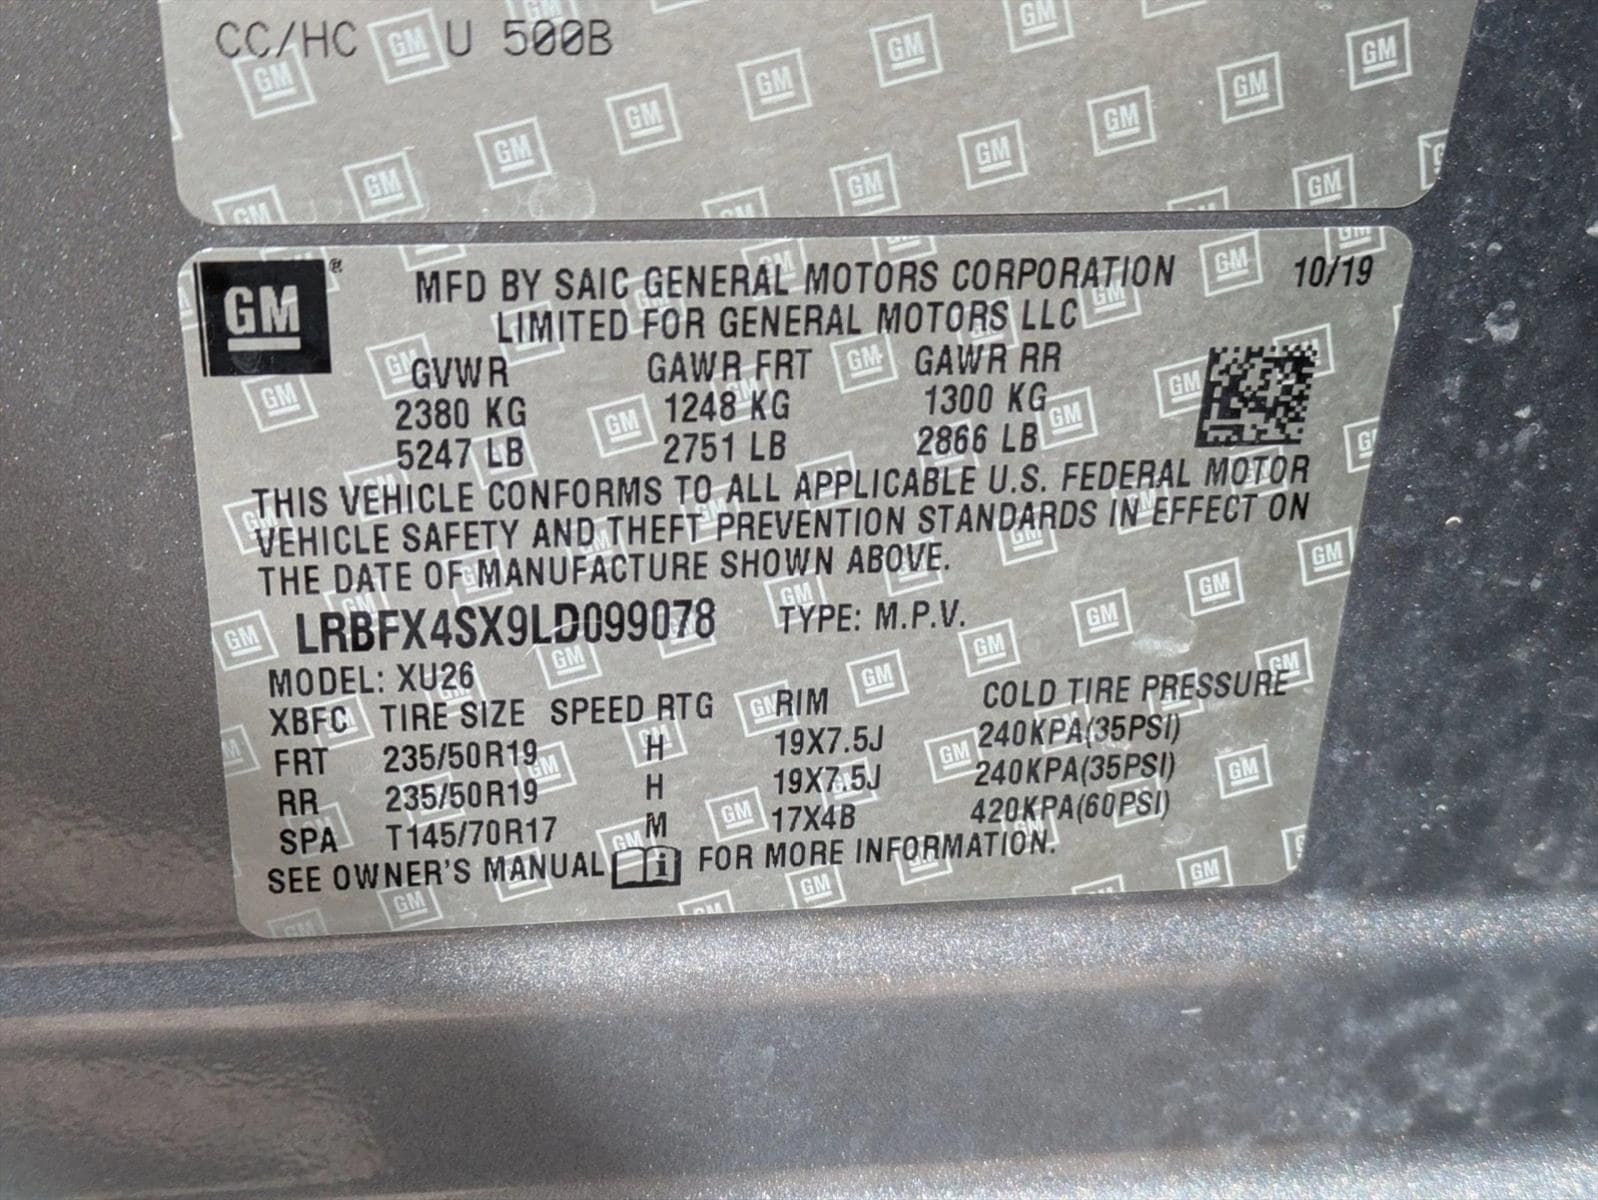 CC/HC U 500B
GM® MFD BY SAIC GENERAL MOTORS CORPORATION 10/19
LIMITED FOR GENERAL MOTORS LLC
GVWR GAWR FRT GAWR RR
2380 KG 1248 KG 1300 KG
5247 LB 2751 LB 2866 LB
THIS VEHICLE CONFORMS TO ALL APPLICABLE U.S. FEDERAL MOTOR
VEHICLE SAFETY AND THEFT PREVENTION STANDARDS IN EFFECT ON
THE DATE OF MANUFACTURE SHOWN ABOVE.
LRBFX4SX9LD099078 TYPE: M.P.V.
MODEL: XU26
XBFC TIRE SIZE SPEED RTG RIM COLD TIRE PRESSURE
FRT 235/50R19 H 19X7.5J 240KPA(35PSI)
RR 235/50R19 H 19X7.5J 240KPA(35PSI)
SPA T145/70R17 M 17X4B 420KPA(60PSI)
SEE OWNER'S MANUAL i FOR MORE INFORMATION.